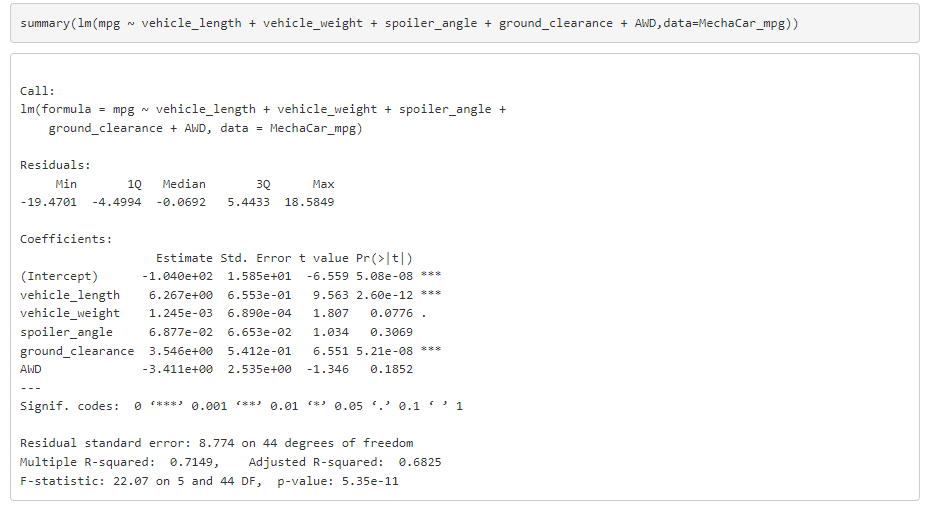 summary(lm(mpg ~ vehicle_length + vehicle_weight + spoiler_angle + ground_clearance + AWD,data=MechaCar_mpg))
Call:
lm(formula = mpg ~ vehicle_length + vehicle_weight + spoiler_angle +
    ground_clearance + AWD, data = MechaCar_mpg)
Residuals:
     Min       1Q   Median       3Q      Max
-19.4701  -4.4994  -0.0692   5.4433  18.5849
Coefficients:
                   Estimate Std. Error t value Pr(>|t|)
(Intercept)      -1.040e+02  1.585e+01  -6.559 5.08e-08 ***
vehicle_length    6.267e+00  6.553e-01   9.563 2.60e-12 ***
vehicle_weight    1.245e-03  6.890e-04   1.807   0.0776 .
spoiler_angle     6.877e-02  6.653e-02   1.034   0.3069
ground_clearance  3.546e+00  5.412e-01   6.551 5.21e-08 ***
AWD              -3.411e+00  2.535e+00  -1.346   0.1852
---
Signif. codes:  0 ‘***’ 0.001 ‘**’ 0.01 ‘*’ 0.05 ‘.’ 0.1 ‘ ’ 1
Residual standard error: 8.774 on 44 degrees of freedom
Multiple R-squared:  0.7149,    Adjusted R-squared:  0.6825
F-statistic: 22.07 on 5 and 44 DF,  p-value: 5.35e-11